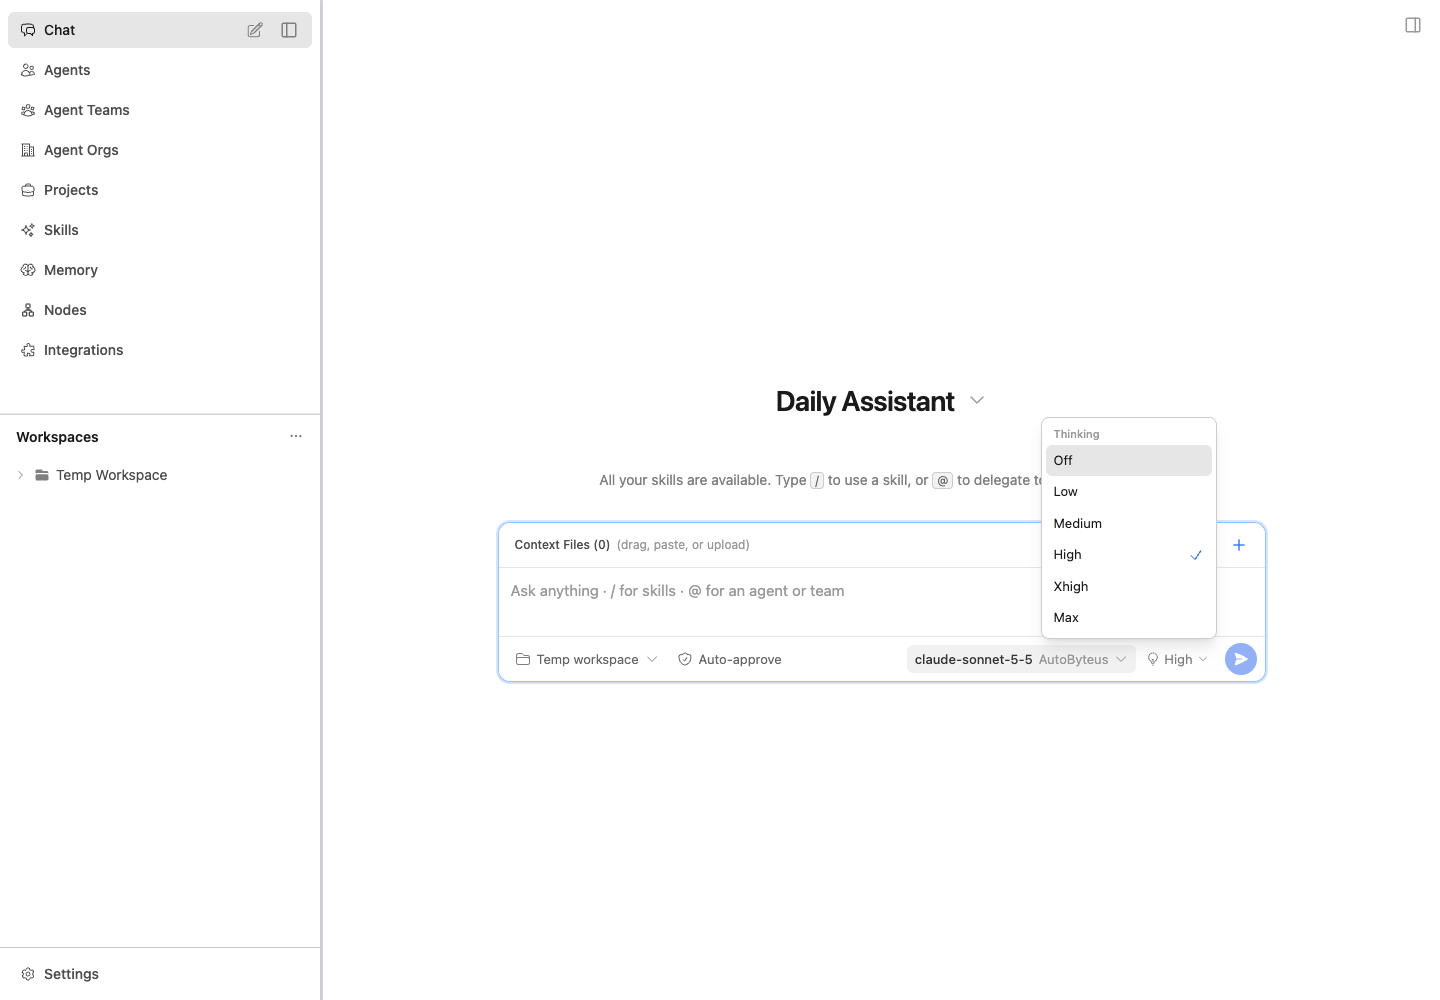 Chat
Agents
Agent Teams
Agent Orgs
Projects
Skills
Memory
Nodes
Integrations
Workspaces
Temp Workspace
Settings
Daily Assistant
All your skills are available. Type / to use a skill, or @ to delegate to
Context Files (0) (drag, paste, or upload)
Ask anything · / for skills · @ for an agent or team
Temp workspace
Auto-approve
claude-sonnet-5-5 AutoByteus
High
Thinking
Off
Low
Medium
High
Xhigh
Max